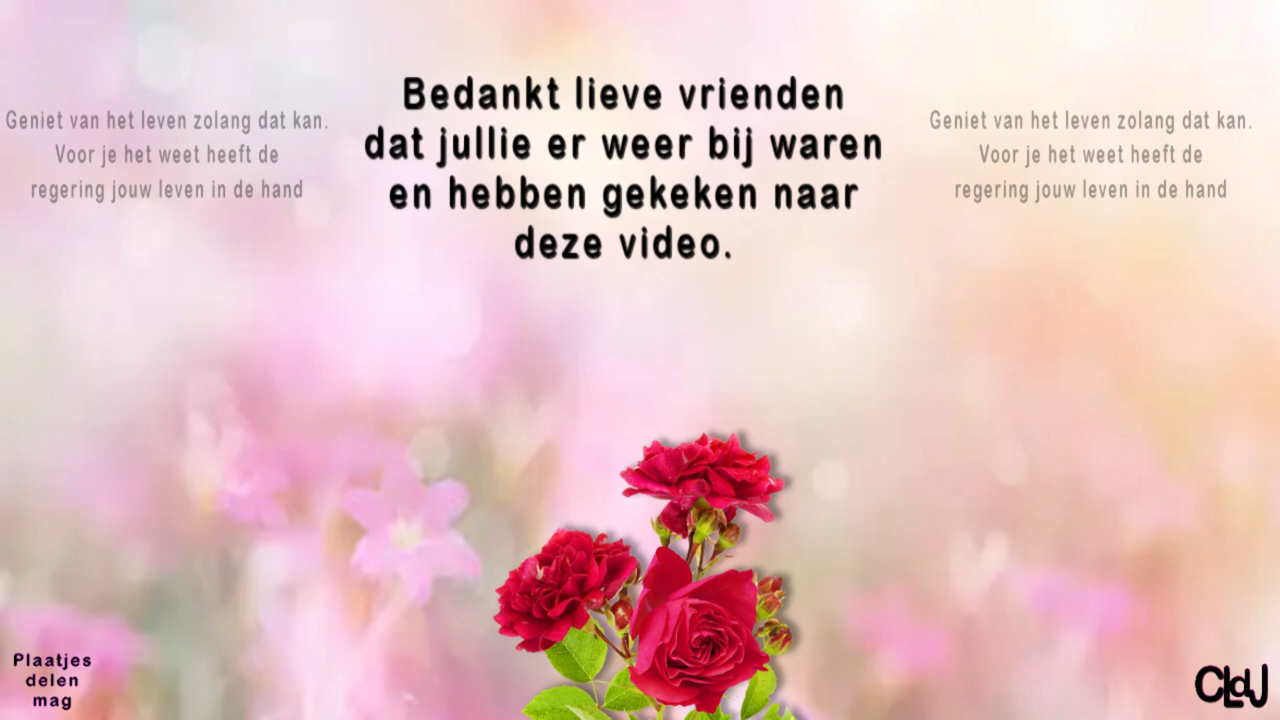 Bedankt lieve vrienden
dat jullie er weer bij waren
en hebben gekeken naar
deze video.
Geniet van het leven zolang dat kan.
Voor je het weet heeft de
regering jouw leven in de hand
Geniet van het leven zolang dat kan.
Voor je het weet heeft de
regering jouw leven in de hand
Plaatjes
delen
mag
CLdJ